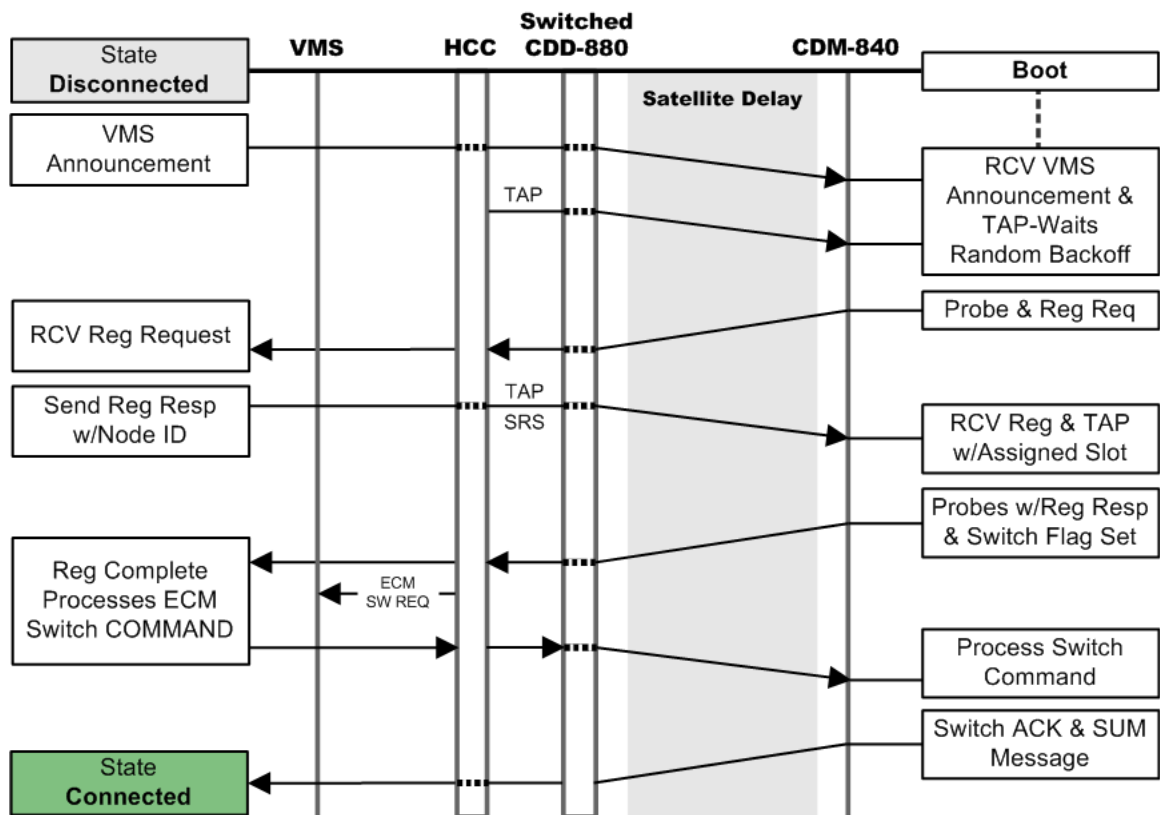 Switched
VMS
HCC
CDD-880
CDM-840
State
Disconnected
Boot
Satellite Delay
VMS
Announcement
RCV VMS
Announcement &
TAP-Waits
Random Backoff
TAP
Probe & Reg Req
RCV Reg Request
Send Reg Resp
w/Node ID
TAP
SRS
RCV Reg & TAP
w/Assigned Slot
Probes w/Reg Resp
& Switch Flag Set
Reg Complete
Processes ECM
Switch COMMAND
ECM
SW REQ
Process Switch
Command
Switch ACK & SUM
Message
State
Connected